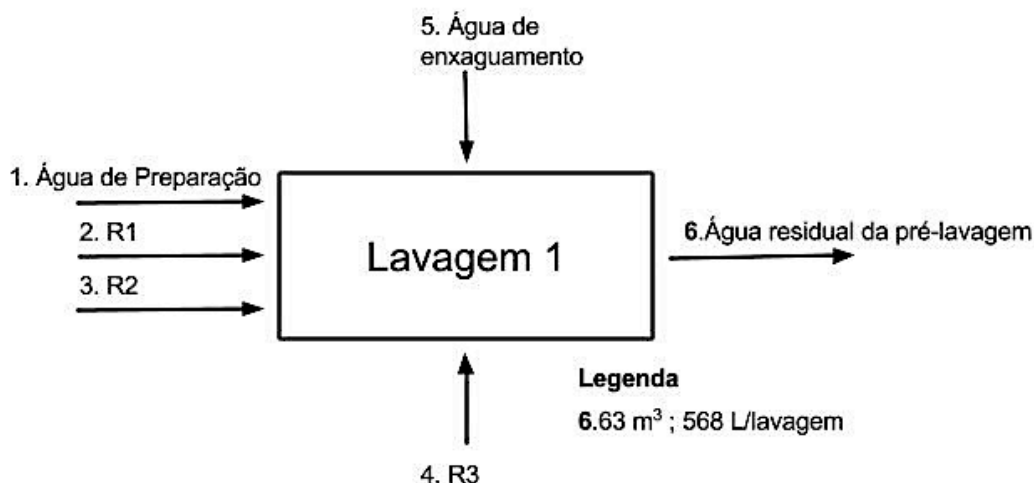 5. Água de
enxaguamento
1. Água de Preparação
2. R1
3. R2
Lavagem 1
6.Água residual da pré-lavagem
Legenda
6.63 m³ ; 568 L/lavagem
4. R3